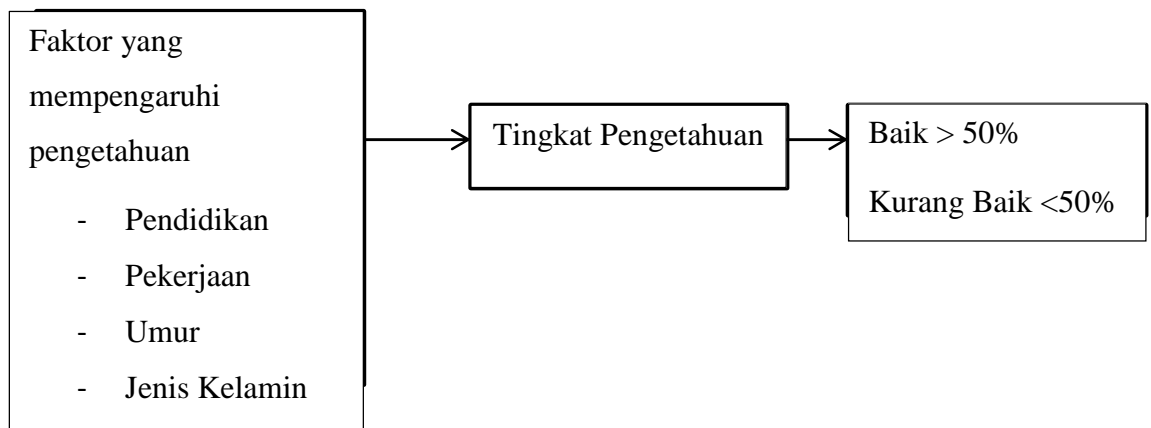 Faktor yang
mempengaruhi
pengetahuan
- Pendidikan
- Pekerjaan
- Umur
- Jenis Kelamin
Tingkat Pengetahuan
Baik > 50%
Kurang Baik <50%